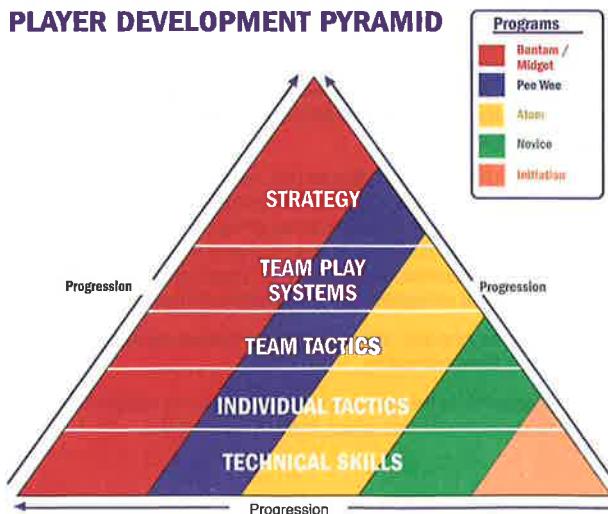 PLAYER DEVELOPMENT PYRAMID
Programs
Bantam /
Midget
Pee Wee
Atom
Novice
Initiation
STRATEGY
TEAM PLAY
SYSTEMS
Progression
Progression
TEAM TACTICS
INDIVIDUAL TACTICS
TECHNICAL SKILLS
Progression